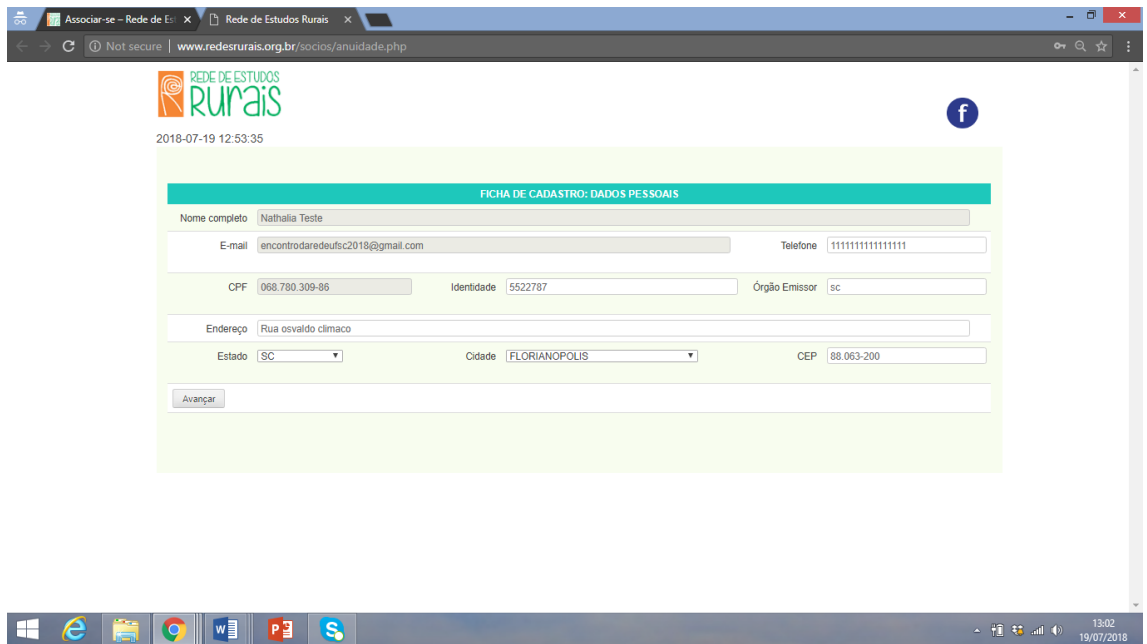 Associar-se – Rede de Es
Rede de Estudos Rurais
Not secure | www.redesrurais.org.br/socios/anuidade.php
REDE DE ESTUDOS
Rurais
f
2018-07-19 12:53:35
FICHA DE CADASTRO: DADOS PESSOAIS
Nome completo Nathalia Teste
E-mail encontrodaredeufsc2018@gmail.com Telefone 1111111111111111
CPF 068.780.309-86 Identidade 5522787 Órgão Emissor sc
Endereço Rua osvaldo climaco
Estado SC Cidade FLORIANOPOLIS CEP 88.063-200
Avançar
13:02
19/07/2018